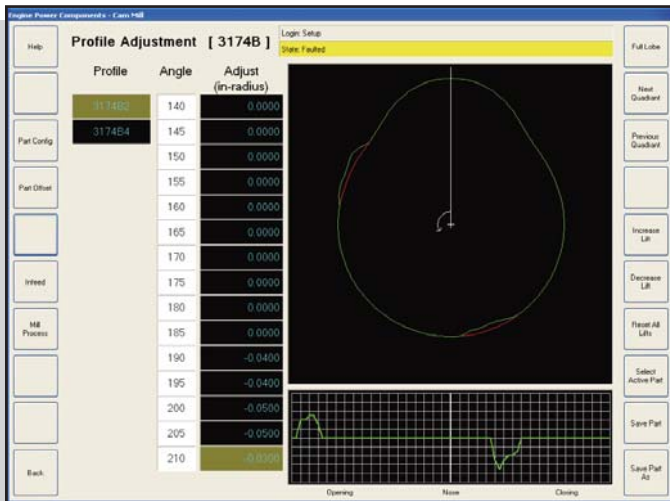 Engine Power Components - Cam Mill
Help
Part Config
Part Offset
Infeed
Mill
Process
Back
Profile Adjustment [ 3174B ]
Login: Setup
State: Faulted
Profile Angle Adjust
(in-radius)
3174B2
3174B4
140 0.0000
145 0.0000
150 0.0000
155 0.0000
160 0.0000
165 0.0000
170 0.0000
175 0.0000
180 0.0000
185 0.0000
190 -0.0400
195 -0.0400
200 -0.0500
205 -0.0500
210
Opening Nose Closing
Full Lobe
Next
Quadrant
Previous
Quadrant
Increase
Lift
Decrease
Lift
Reset All
Lifts
Select
Active Part
Save Part
Save Part
As